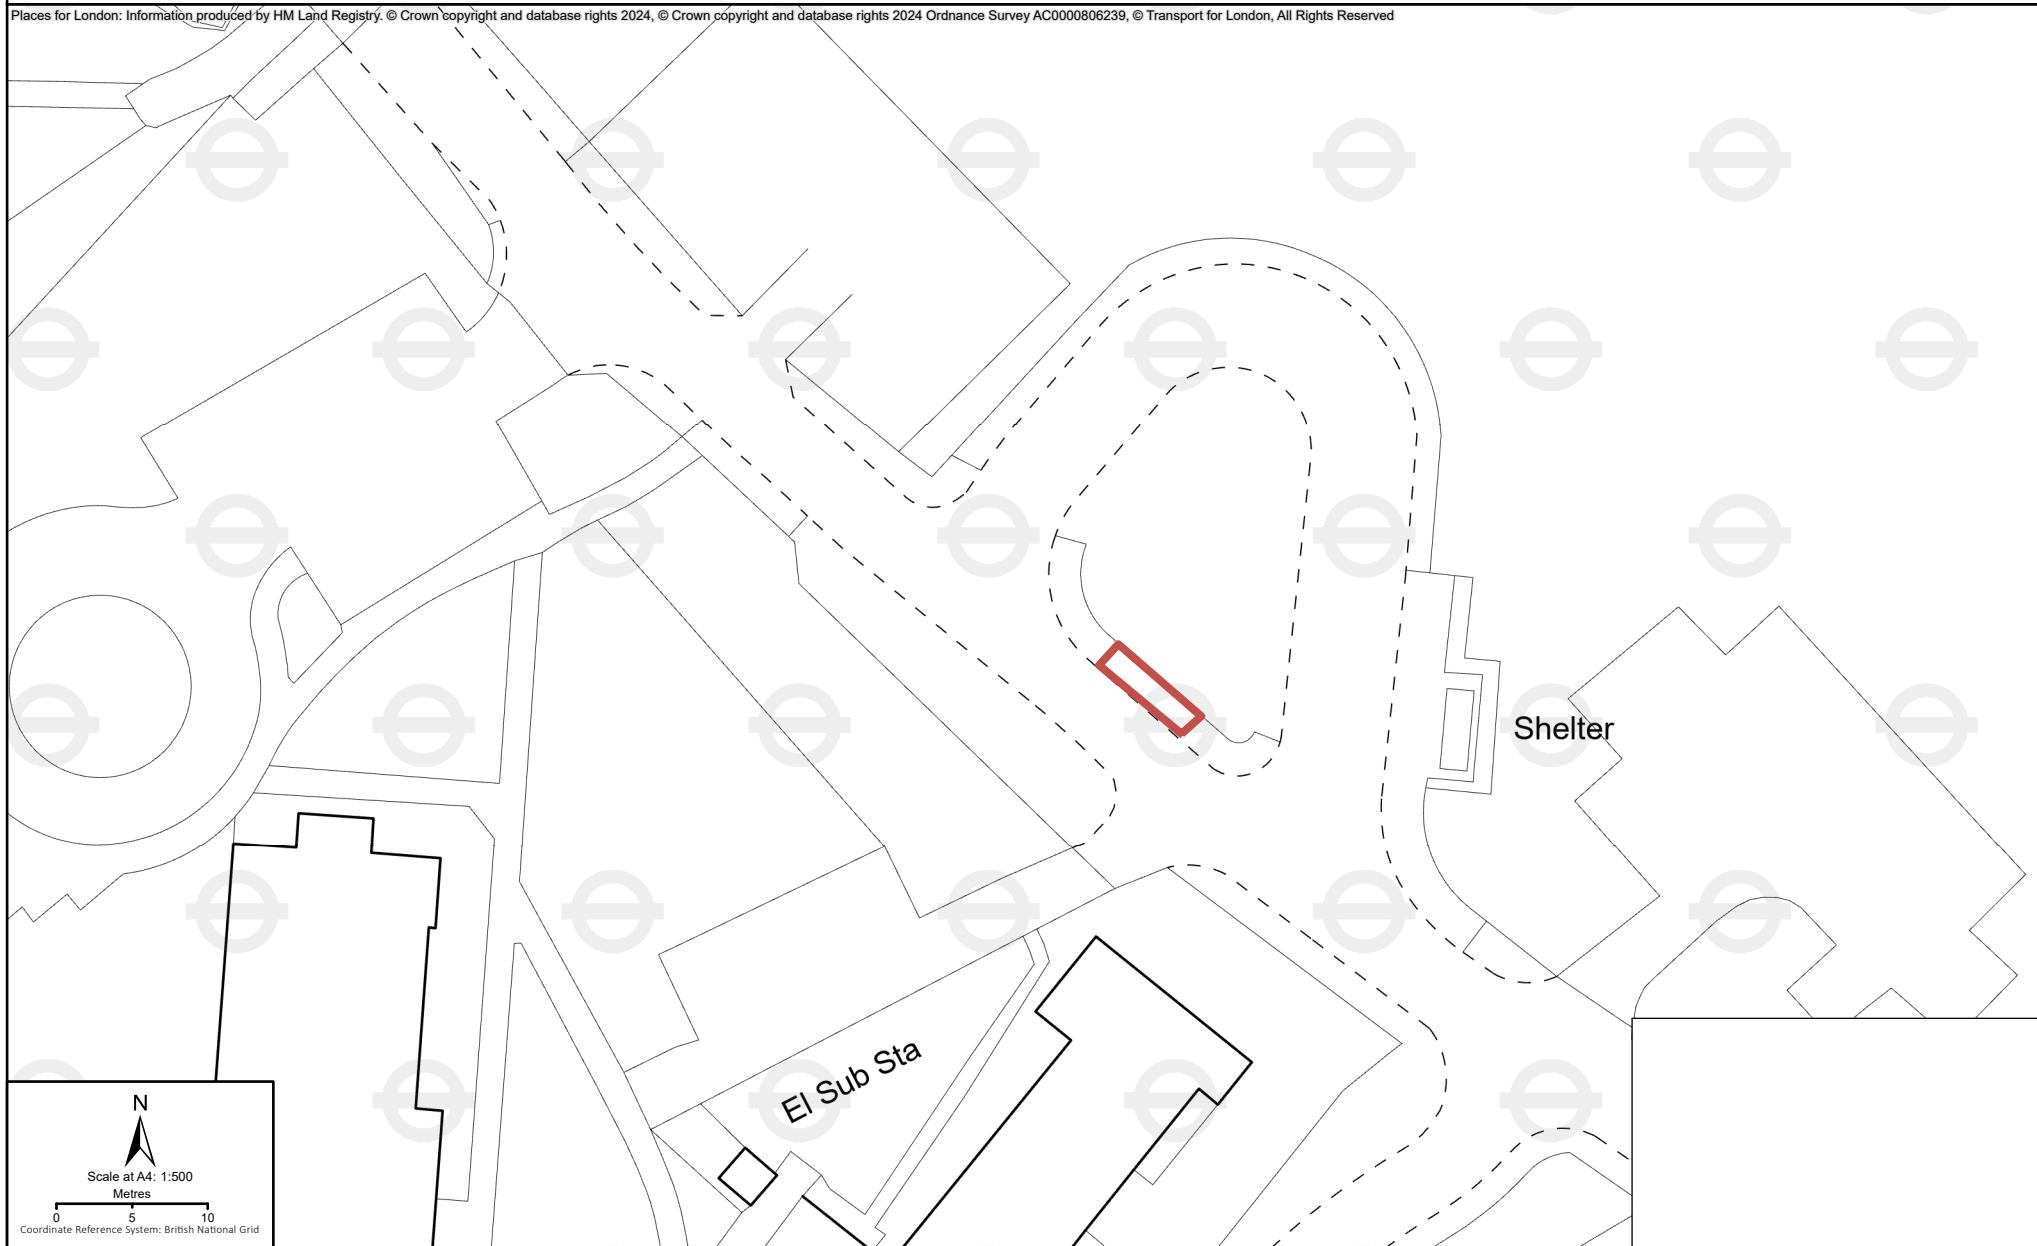 Places for London: Information produced by HM Land Registry. © Crown copyright and database rights 2024, © Crown copyright and database rights 2024 Ordnance Survey AC0000806239, © Transport for London, All Rights Reserved
Shelter
El Sub Sta
N
Scale at A4: 1:500
Metres
0 5 10
Coordinate Reference System: British National Grid